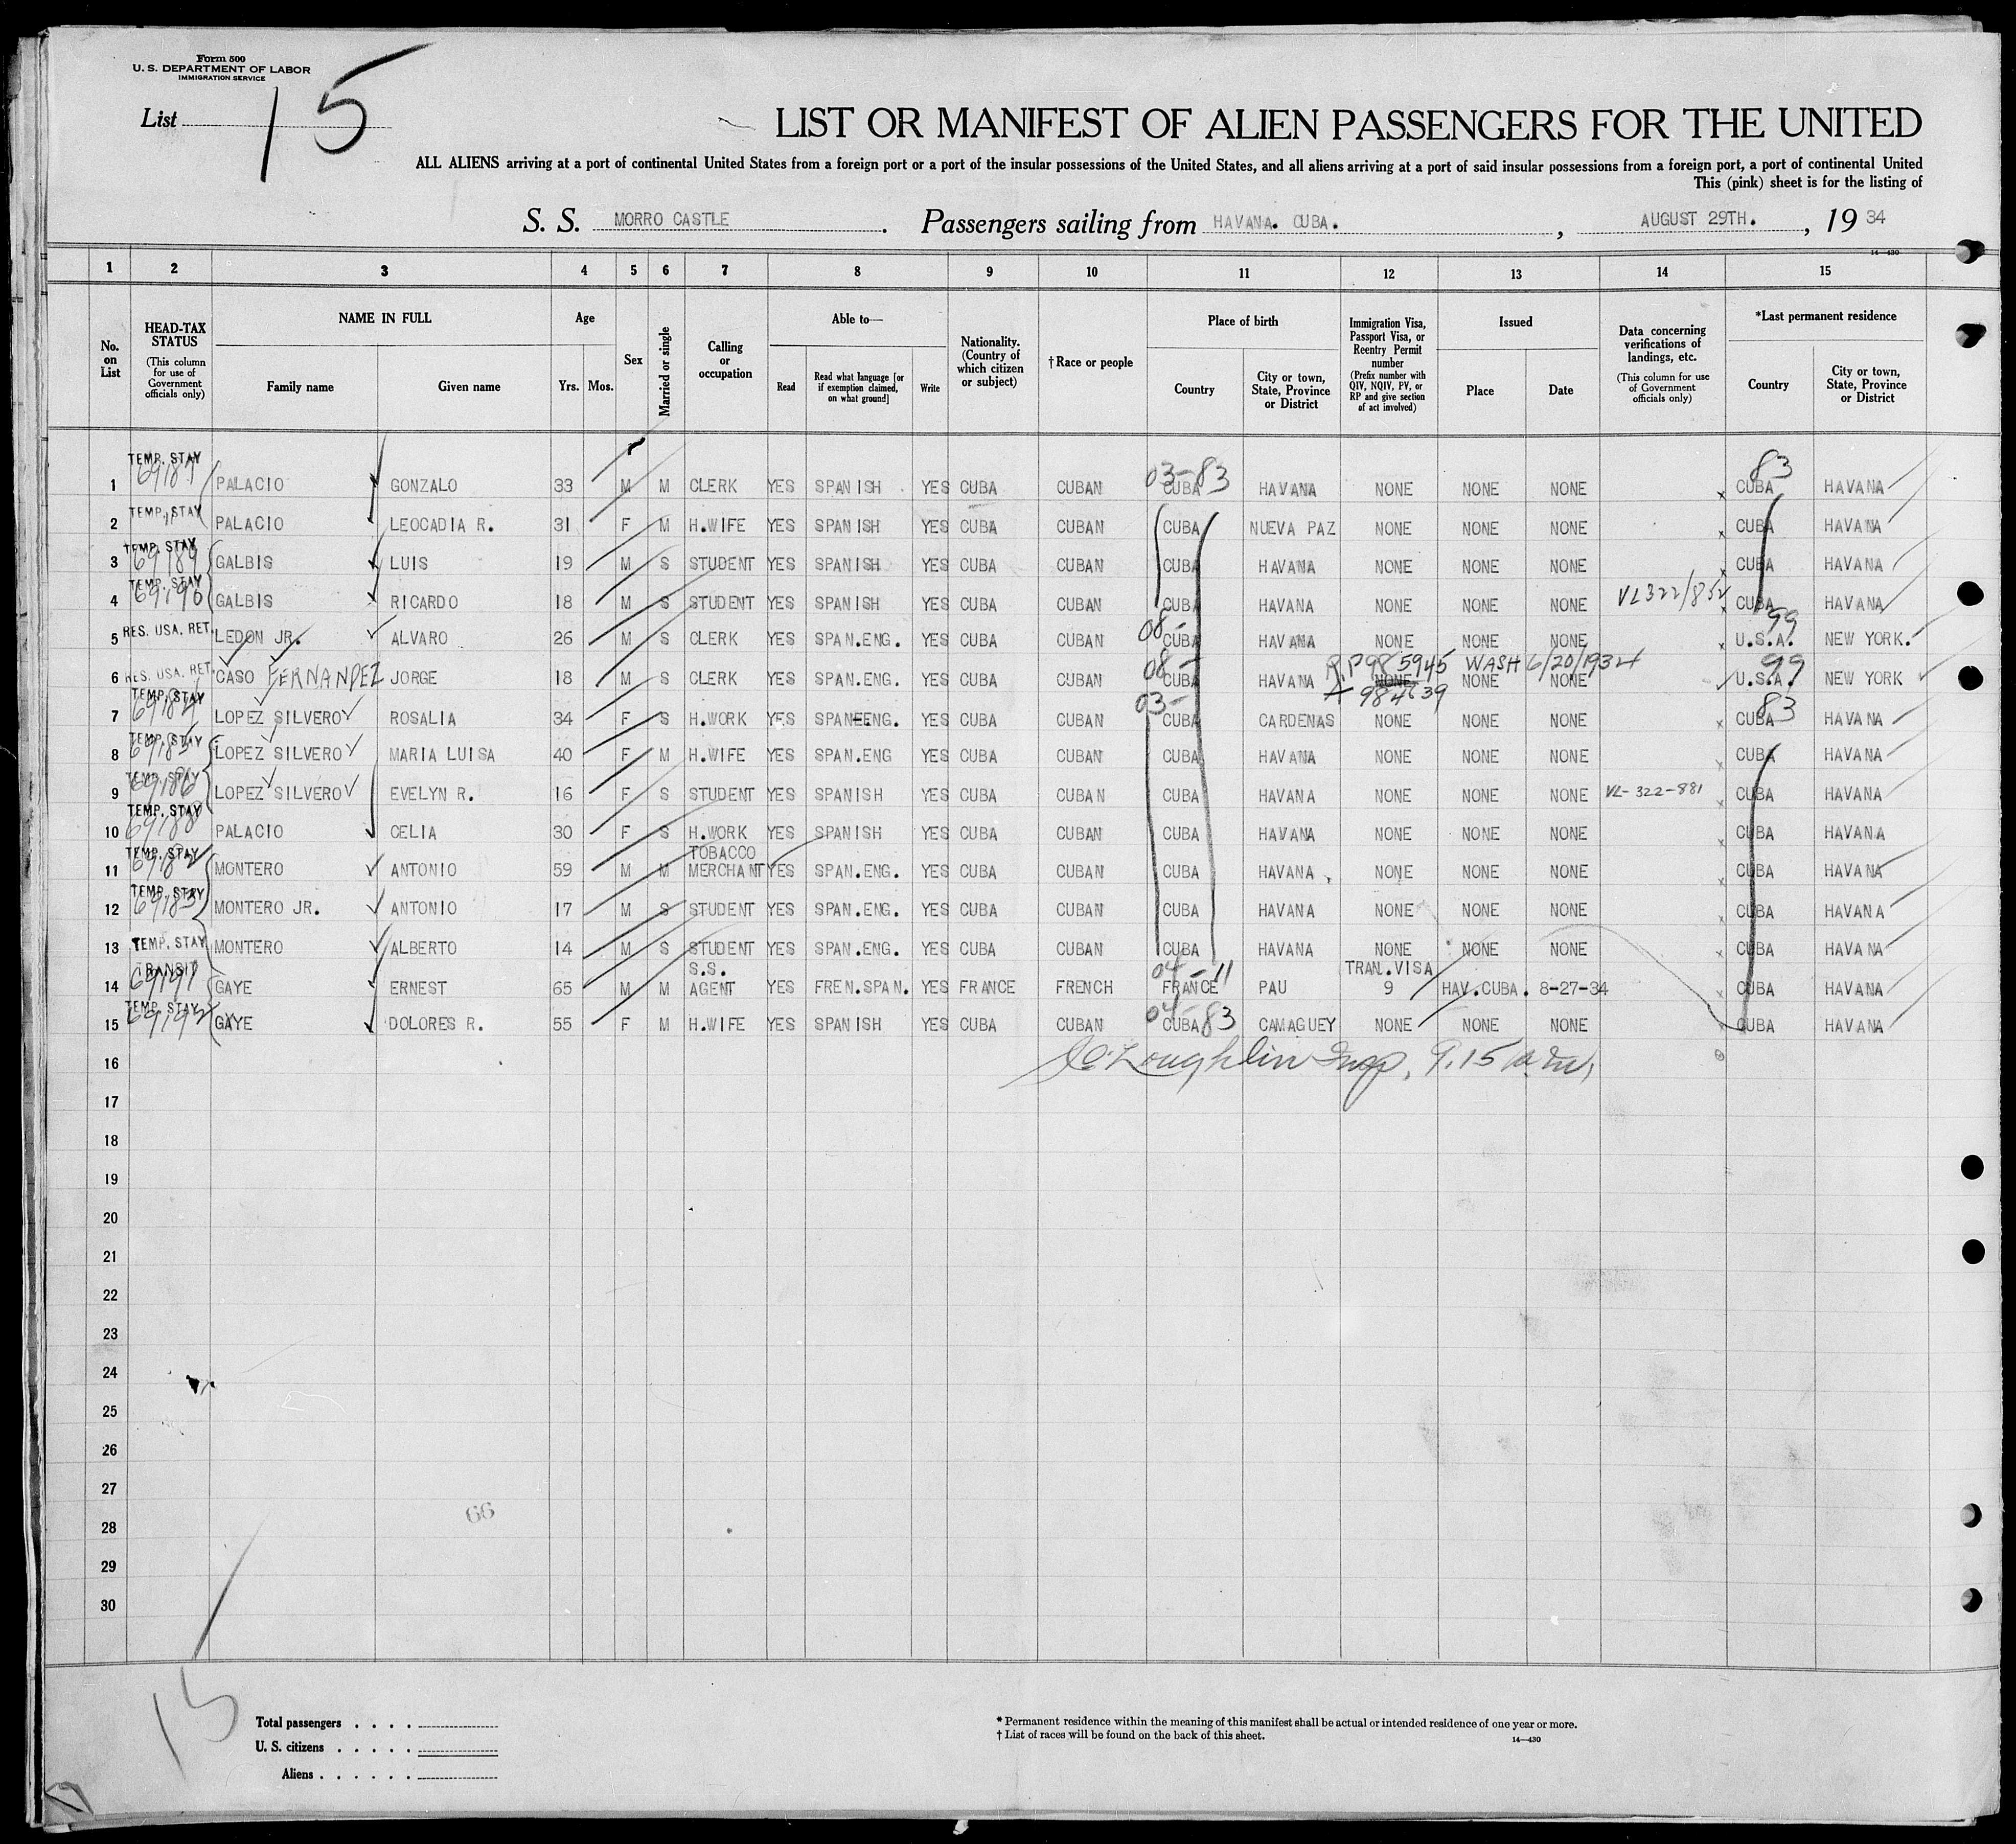 Form 500
U. S. DEPARTMENT OF LABOR
IMMIGRATION SERVICE
List 15
LIST OR MANIFEST OF ALIEN PASSENGERS FOR THE UNITED
ALL ALIENS arriving at a port of continental United States from a foreign port or a port of the insular possessions of the United States, and all aliens arriving at a port of said insular possessions from a foreign port, a port of continental United
This (pink) sheet is for the listing of
S. S. MORRO CASTLE. Passengers sailing from HAVANA. CUBA., AUGUST 29TH., 19 34
14—430
1 2 3 4 5 6 7 8 9 10 11 12 13 14 15
No. on List
HEAD-TAX STATUS (This column for use of Government officials only)
NAME IN FULL
Family name Given name
Age
Yrs. Mos.
Sex
Married or single
Calling or occupation
Able to—
Read Read what language [or if exemption claimed, on what ground] Write
Nationality. (Country of which citizen or subject)
† Race or people
Place of birth
Country City or town, State, Province or District
Immigration Visa, Passport Visa, or Reentry Permit number (Prefix number with QIV, NQIV, PV, or RP and give section of act involved)
Issued
Place Date
Data concerning verifications of landings, etc. (This column for use of Government officials only)
*Last permanent residence
Country City or town, State, Province or District
TEMP. STAY 03-83 83
1 PALACIO GONZALO 33 M M CLERK YES SPANISH YES CUBA CUBAN CUBA HAVANA NONE NONE NONE CUBA HAVANA
TEMP. STAY
2 PALACIO LEOCADIA R. 31 F M H.WIFE YES SPANISH YES CUBA CUBAN CUBA NUEVA PAZ NONE NONE NONE CUBA HAVANA
TEMP. STAY
3 69189 GALBIS LUIS 19 M S STUDENT YES SPANISH YES CUBA CUBAN CUBA HAVANA NONE NONE NONE CUBA HAVANA
TEMP. STAY
4 69190 GALBIS RICARDO 18 M S STUDENT YES SPANISH YES CUBA CUBAN CUBA HAVANA NONE NONE NONE VL322/852 CUBA HAVANA
RES. USA. RET. 08- 99
5 LEDON JR. ALVARO 26 M S CLERK YES SPAN.ENG. YES CUBA CUBAN CUBA HAVANA NONE NONE NONE U.S.A. NEW YORK.
RES. USA. RET. 08- R.P 985945 WASH 6/20/1934 99
6 CASO FERNANDEZ JORGE 18 M S CLERK YES SPAN.ENG. YES CUBA CUBAN CUBA HAVANA NONE NONE NONE U.S.A. NEW YORK
TEMP. STAY 03- 984639 83
7 69184 LOPEZ SILVERO ROSALIA 34 F S H.WORK YES SPAN ENG. YES CUBA CUBAN CUBA CARDENAS NONE NONE NONE CUBA HAVANA
TEMP. STAY
8 69185 LOPEZ SILVERO MARIA LUISA 40 F M H.WIFE YES SPAN.ENG YES CUBA CUBAN CUBA HAVANA NONE NONE NONE CUBA HAVANA
TEMP. STAY
9 69186 LOPEZ SILVERO EVELYN R. 16 F S STUDENT YES SPANISH YES CUBA CUBAN CUBA HAVANA NONE NONE NONE VL-322-881 CUBA HAVANA
TEMP. STAY
10 69188 PALACIO CELIA 30 F S H.WORK YES SPANISH YES CUBA CUBAN CUBA HAVANA NONE NONE NONE CUBA HAVANA
TEMP. STAY TOBACCO
11 69182 MONTERO ANTONIO 59 M M MERCHANT YES SPAN.ENG. YES CUBA CUBAN CUBA HAVANA NONE NONE NONE CUBA HAVANA
TEMP. STAY
12 69183 MONTERO JR. ANTONIO 17 M S STUDENT YES SPAN.ENG. YES CUBA CUBAN CUBA HAVANA NONE NONE NONE CUBA HAVANA
13 TEMP. STAY MONTERO ALBERTO 14 M S STUDENT YES SPAN.ENG. YES CUBA CUBAN CUBA HAVANA NONE NONE NONE CUBA HAVANA
TRANSIT S.S. 04-11 TRAN.VISA
14 69191 GAYE ERNEST 65 M M AGENT YES FREN.SPAN. YES FRANCE FRENCH FRANCE PAU 9 HAV.CUBA. 8-27-34 CUBA HAVANA
TEMP. STAY 04-83
15 69192 GAYE DOLORES R. 55 F M H.WIFE YES SPANISH YES CUBA CUBAN CUBA CAMAGUEY NONE NONE NONE CUBA HAVANA
16 Loughlin Insp. 9.15 a.m.
17
18
19
20
21
22
23
24
25
26
27
28 66
29
30
15
Total passengers
U. S. citizens
Aliens
* Permanent residence within the meaning of this manifest shall be actual or intended residence of one year or more.
† List of races will be found on the back of this sheet. 14—430